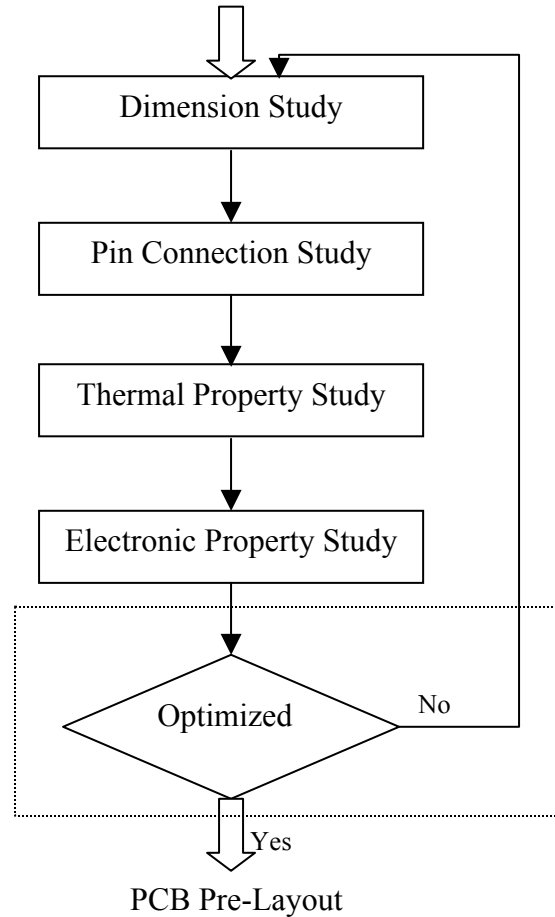 Dimension Study
Pin Connection Study
Thermal Property Study
Electronic Property Study
Optimized
No
Yes
PCB Pre-Layout